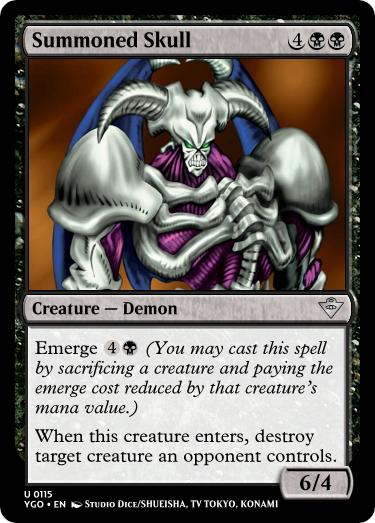 Summoned Skull 4
Creature — Demon
Emerge 4 (You may cast this spell
by sacrificing a creature and paying the
emerge cost reduced by that creature's
mana value.)
When this creature enters, destroy
target creature an opponent controls.
6/4
U 0115
YGO • EN Studio Dice/SHUEISHA, TV TOKYO, KONAMI